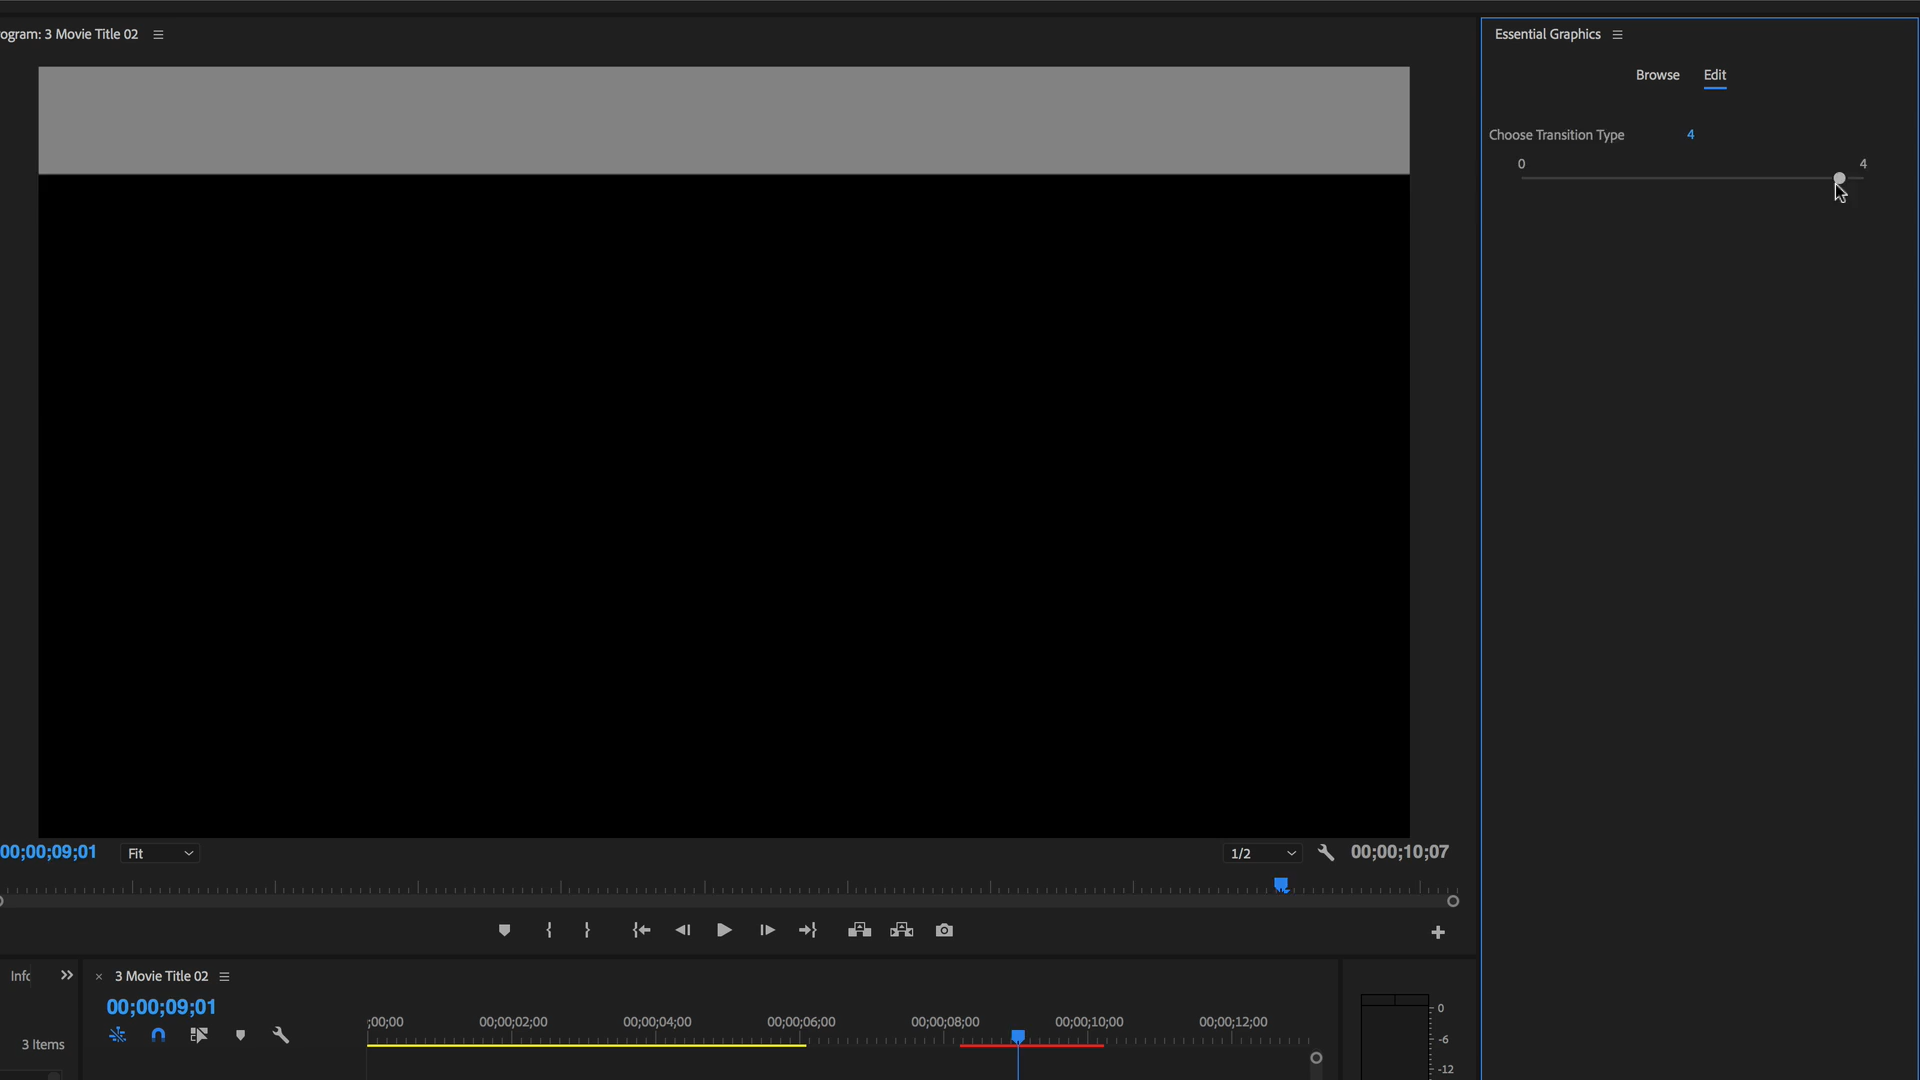 ogram: 3 Movie Title 02
Essential Graphics
Browse Edit
Choose Transition Type 4
0 4
00;00;09;01 Fit 1/2 00;00;10;07
Info 3 Movie Title 02
00;00;09;01
;00;00 00;00;02;00 00;00;04;00 00;00;06;00 00;00;08;00 00;00;10;00 00;00;12;00
3 Items
0
-6
-12